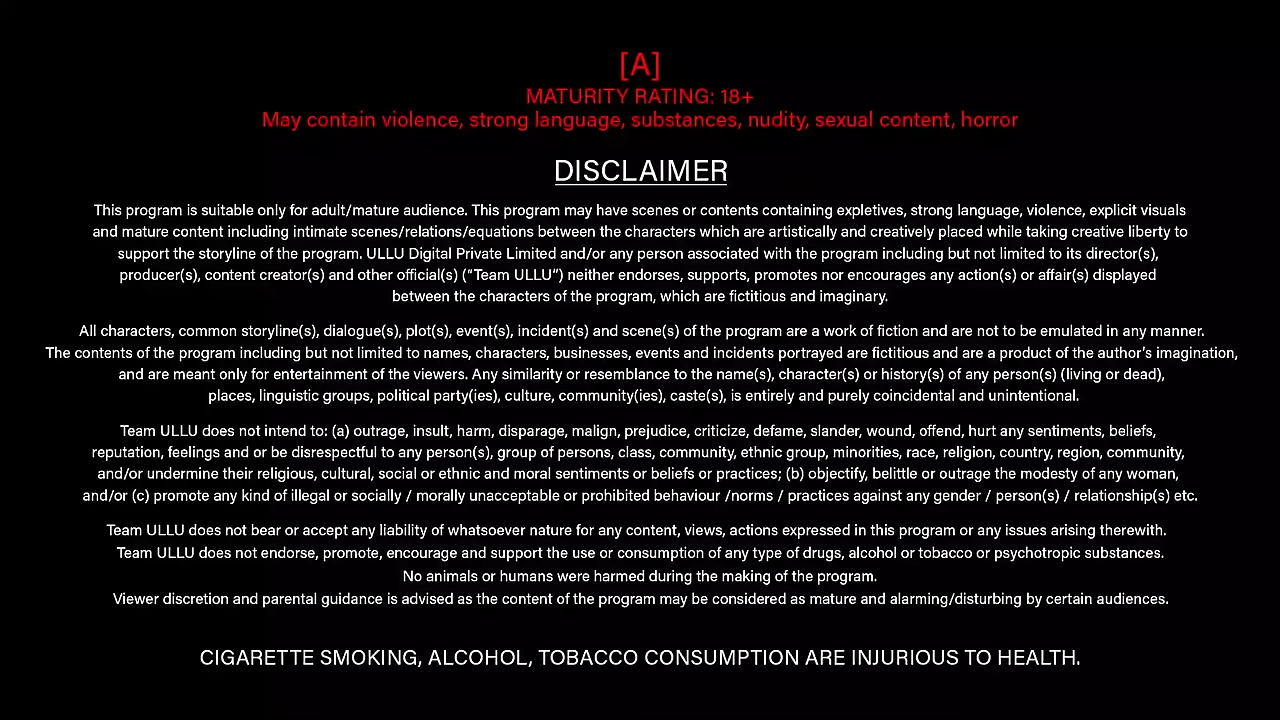 [A]
MATURITY RATING: 18+
May contain violence, strong language, substances, nudity, sexual content, horror
DISCLAIMER
This program is suitable only for adult/mature audience. This program may have scenes or contents containing expletives, strong language, violence, explicit visuals
and mature content including intimate scenes/relations/equations between the characters which are artistically and creatively placed while taking creative liberty to
support the storyline of the program. ULLU Digital Private Limited and/or any person associated with the program including but not limited to its director(s),
producer(s), content creator(s) and other official(s) ("Team ULLU") neither endorses, supports, promotes nor encourages any action(s) or affair(s) displayed
between the characters of the program, which are fictitious and imaginary.
All characters, common storyline(s), dialogue(s), plot(s), event(s), incident(s) and scene(s) of the program are a work of fiction and are not to be emulated in any manner.
The contents of the program including but not limited to names, characters, businesses, events and incidents portrayed are fictitious and are a product of the author's imagination,
and are meant only for entertainment of the viewers. Any similarity or resemblance to the name(s), character(s) or history(s) of any person(s) (living or dead),
places, linguistic groups, political party(ies), culture, community(ies), caste(s), is entirely and purely coincidental and unintentional.
Team ULLU does not intend to: (a) outrage, insult, harm, disparage, malign, prejudice, criticize, defame, slander, wound, offend, hurt any sentiments, beliefs,
reputation, feelings and or be disrespectful to any person(s), group of persons, class, community, ethnic group, minorities, race, religion, country, region, community,
and/or undermine their religious, cultural, social or ethnic and moral sentiments or beliefs or practices; (b) objectify, belittle or outrage the modesty of any woman,
and/or (c) promote any kind of illegal or socially / morally unacceptable or prohibited behaviour /norms / practices against any gender / person(s) / relationship(s) etc.
Team ULLU does not bear or accept any liability of whatsoever nature for any content, views, actions expressed in this program or any issues arising therewith.
Team ULLU does not endorse, promote, encourage and support the use or consumption of any type of drugs, alcohol or tobacco or psychotropic substances.
No animals or humans were harmed during the making of the program.
Viewer discretion and parental guidance is advised as the content of the program may be considered as mature and alarming/disturbing by certain audiences.
CIGARETTE SMOKING, ALCOHOL, TOBACCO CONSUMPTION ARE INJURIOUS TO HEALTH.